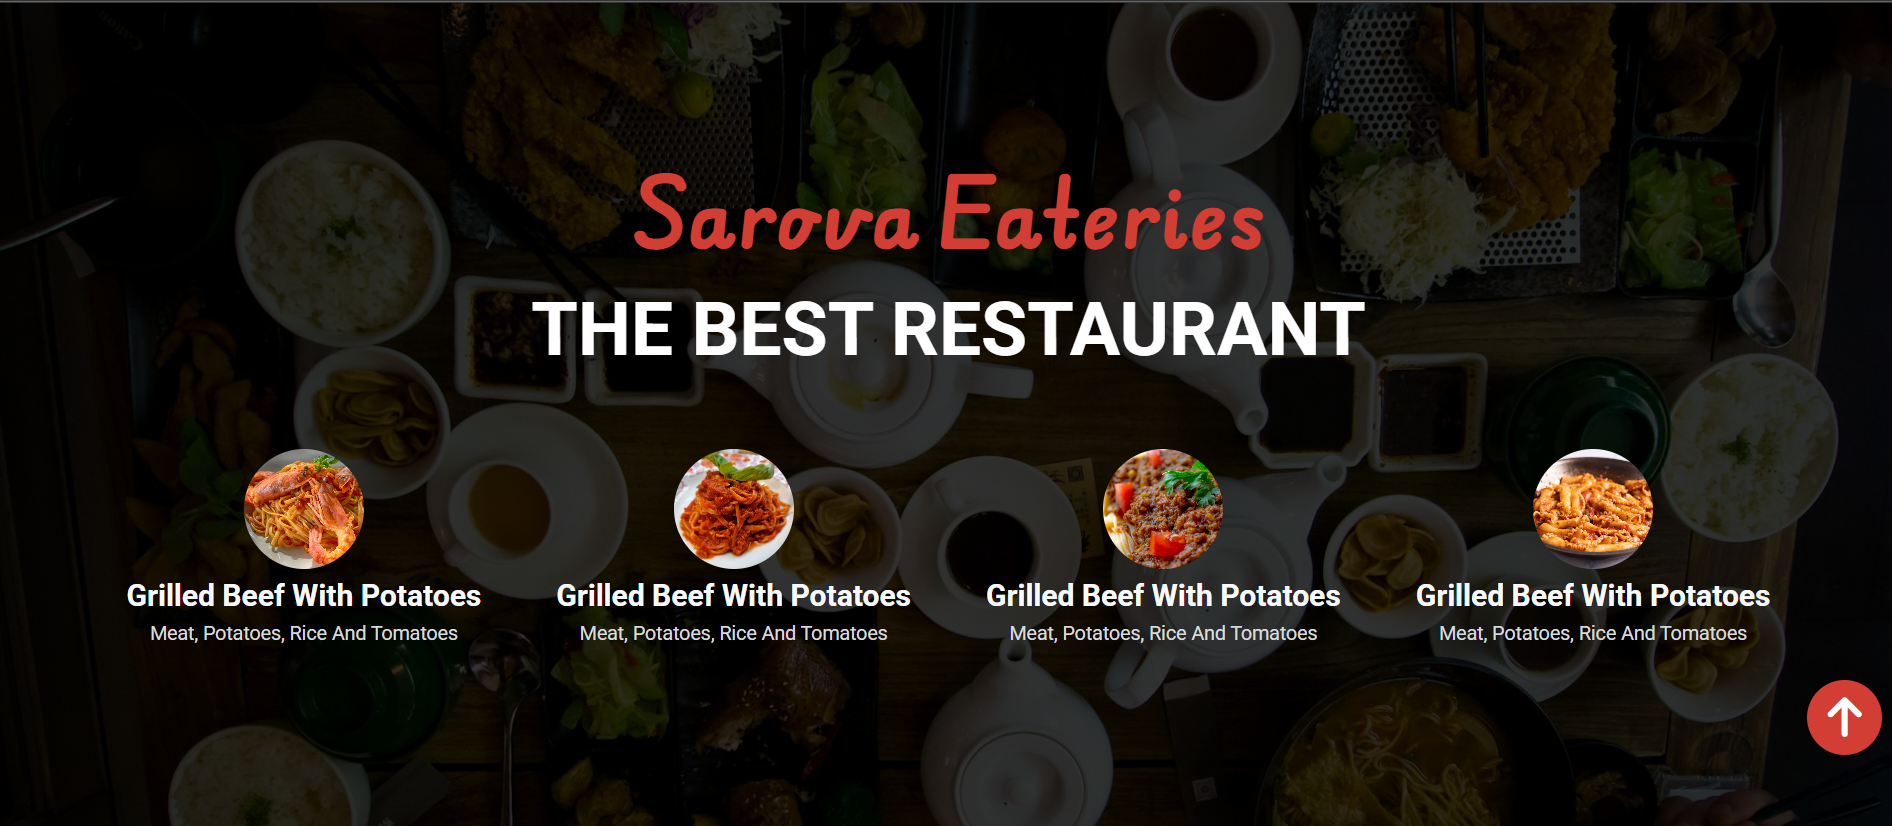 Sarova Eateries
THE BEST RESTAURANT
Grilled Beef With Potatoes
Meat, Potatoes, Rice And Tomatoes
Grilled Beef With Potatoes
Meat, Potatoes, Rice And Tomatoes
Grilled Beef With Potatoes
Meat, Potatoes, Rice And Tomatoes
Grilled Beef With Potatoes
Meat, Potatoes, Rice And Tomatoes